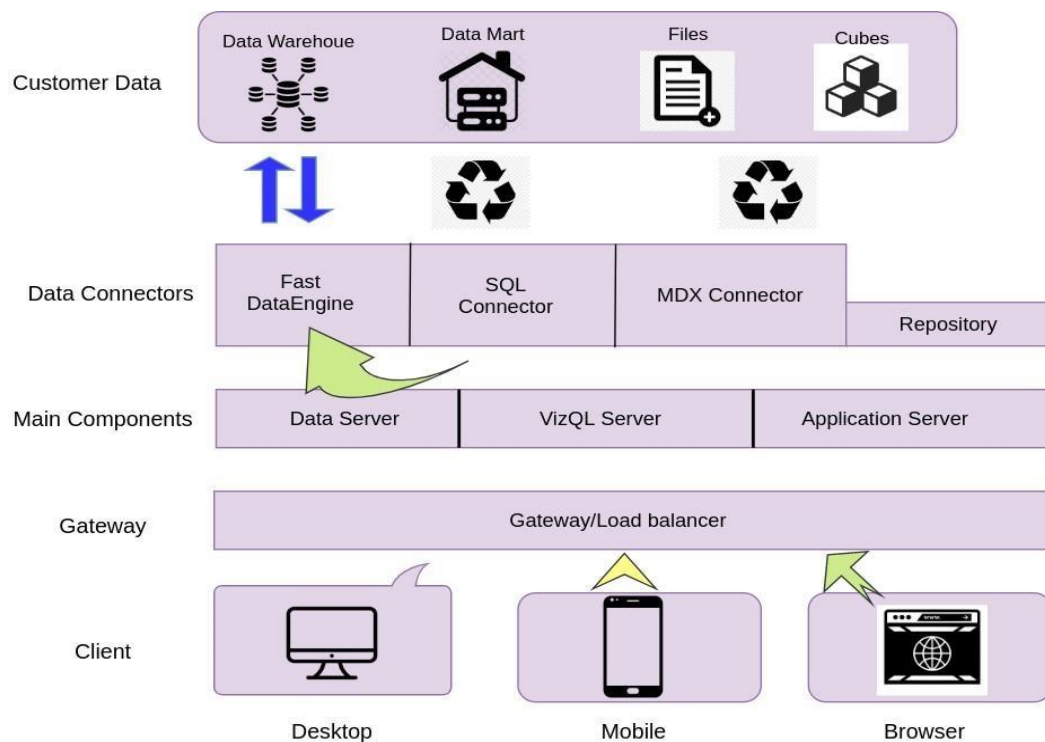 Customer Data
Data Warehoue
Data Mart
Files
Cubes
Data Connectors
Fast
DataEngine
SQL
Connector
MDX Connector
Repository
Main Components
Data Server
VizQL Server
Application Server
Gateway
Gateway/Load balancer
Client
www.
Desktop
Mobile
Browser